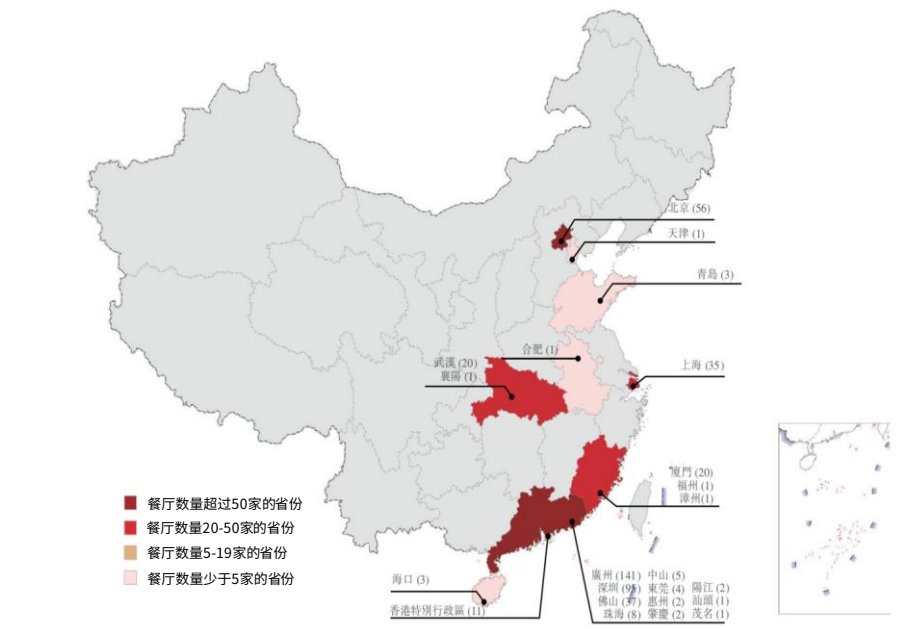 北京 (56)
天津 (1)
青島 (3)
合肥 (1)
武漢 (20)
襄陽 (1)
上海 (35)
廈門 (20)
福州 (1)
漳州(1)
餐厅数量超过50家的省份
餐厅数量20-50家的省份
餐厅数量5-19家的省份
餐厅数量少于5家的省份
海口 (3)
香港特別行政區 (11)
廣州 (141) 中山 (5)
深圳 (95) 東莞 (4) 陽江 (2)
佛山 (37) 惠州 (2) 汕頭 (1)
珠海 (8) 肇慶 (2) 茂名 (1)